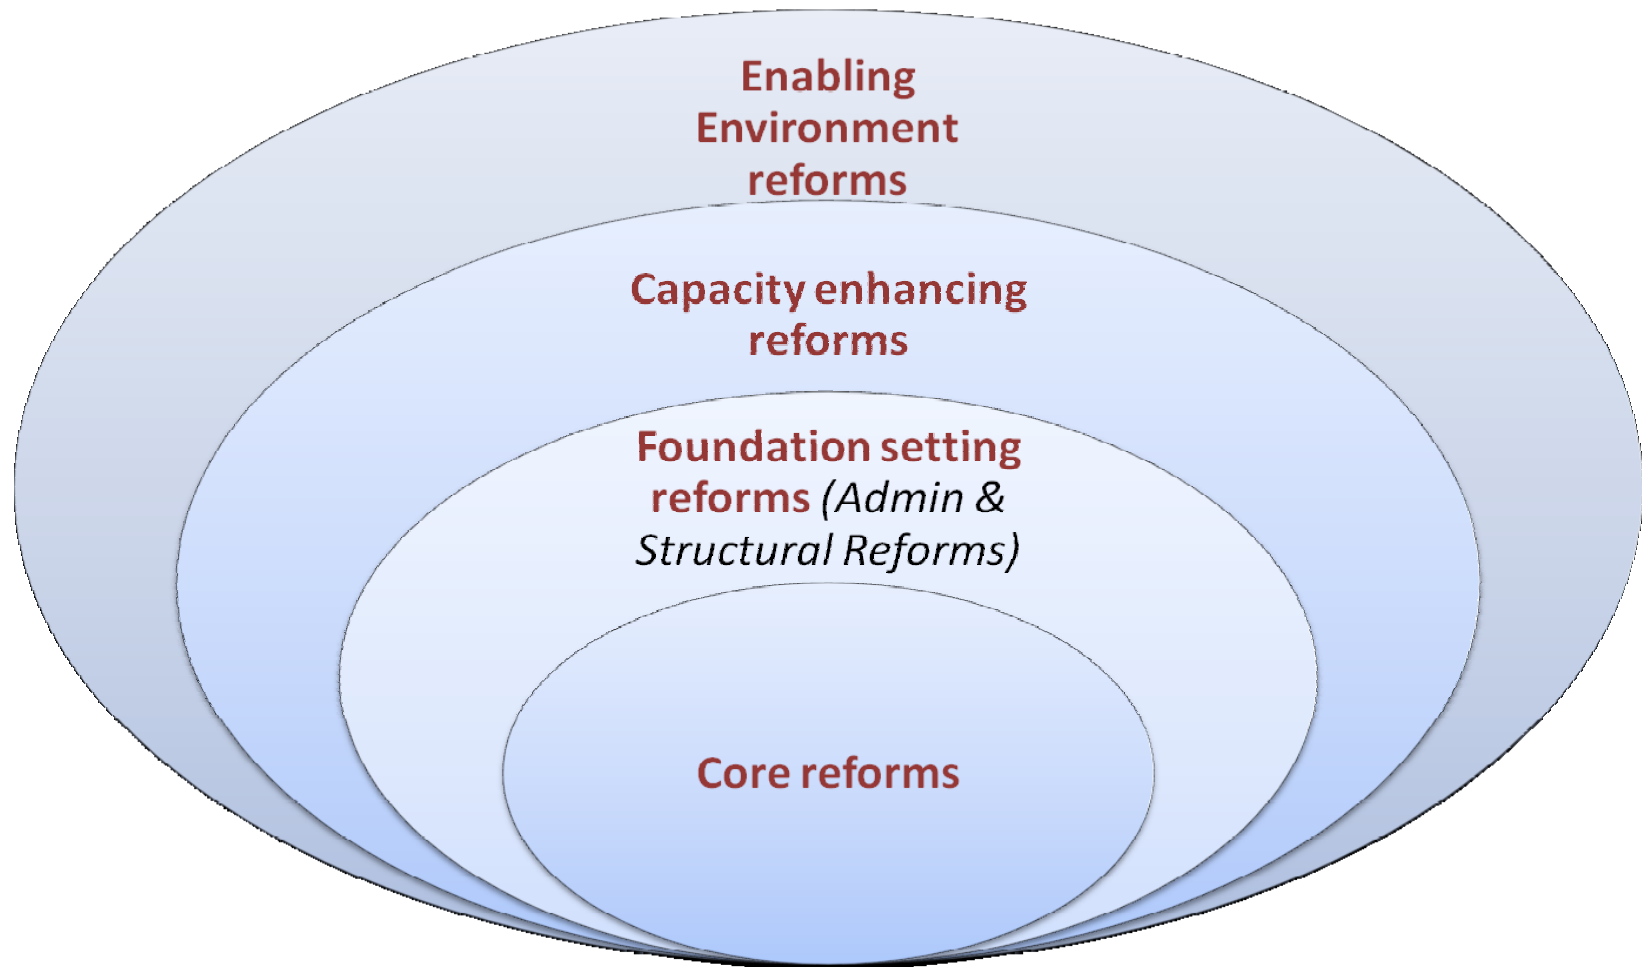 Enabling
Environment
reforms
Capacity enhancing
reforms
Foundation setting
reforms (Admin &
Structural Reforms)
Core reforms